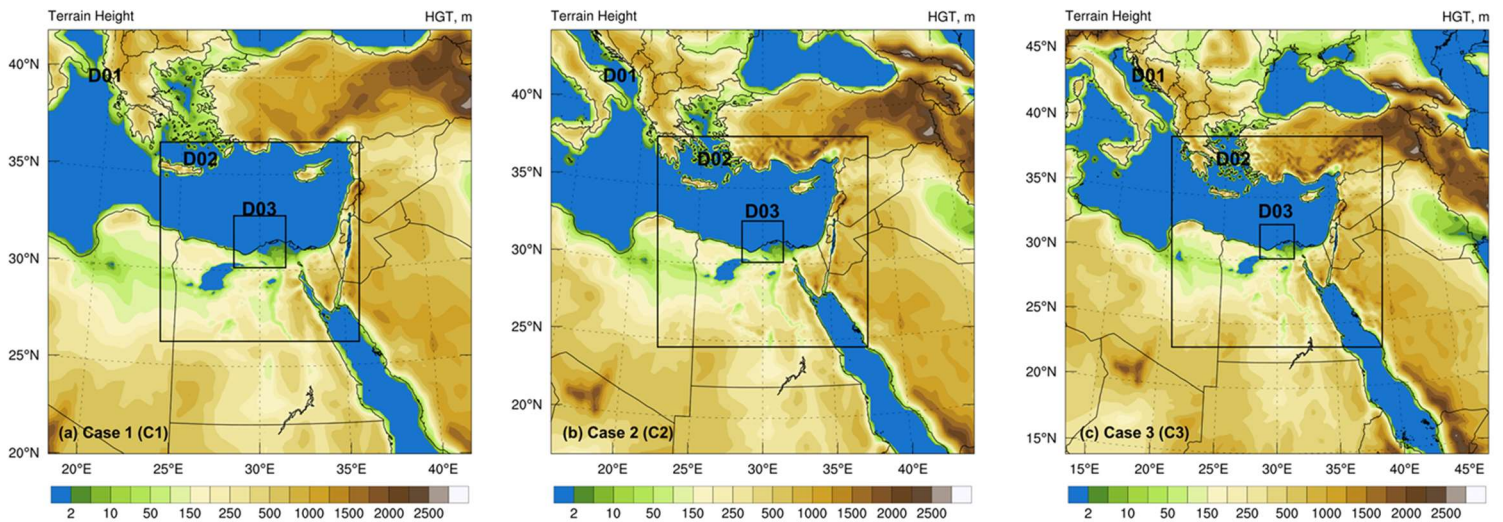 Terrain Height HGT, m
40°N
35°N
30°N
25°N
20°N
D01
D02
D03
(a) Case 1 (C1)
20°E 25°E 30°E 35°E 40°E
2 10 50 150 250 500 1000 1500 2000 2500
Terrain Height HGT, m
40°N
35°N
30°N
25°N
20°N
D01
D02
D03
(b) Case 2 (C2)
20°E 25°E 30°E 35°E 40°E
2 10 50 150 250 500 1000 1500 2000 2500
Terrain Height HGT, m
45°N
40°N
35°N
30°N
25°N
20°N
15°N
D01
D02
D03
(c) Case 3 (C3)
15°E 20°E 25°E 30°E 35°E 40°E 45°E
2 10 50 150 250 500 1000 1500 2000 2500